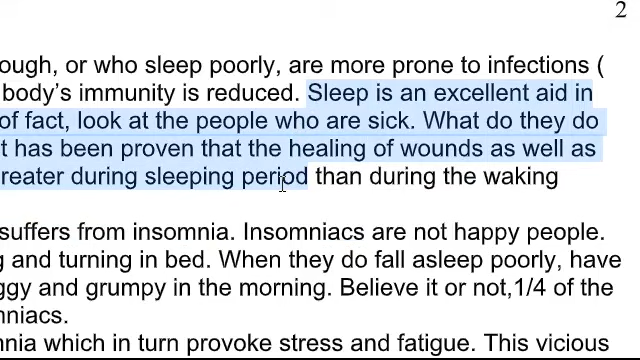 2
ough, or who sleep poorly, are more prone to infections (
body's immunity is reduced. Sleep is an excellent aid in
of fact, look at the people who are sick. What do they do
t has been proven that the healing of wounds as well as
reater during sleeping period than during the waking
suffers from insomnia. Insomniacs are not happy people.
g and turning in bed. When they do fall asleep poorly, have
ggy and grumpy in the morning. Believe it or not,1/4 of the
nniacs.
nnia which in turn provoke stress and fatigue. This vicious